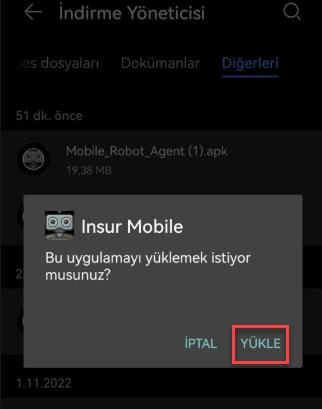 İndirme Yöneticisi
es dosyaları Dokümanlar Diğerleri
51 dk. önce
Mobile_Robot_Agent (1).apk
19,38 MB
Insur Mobile
Bu uygulamayı yüklemek istiyor
musunuz?
2
İPTAL YÜKLE
1.11.2022